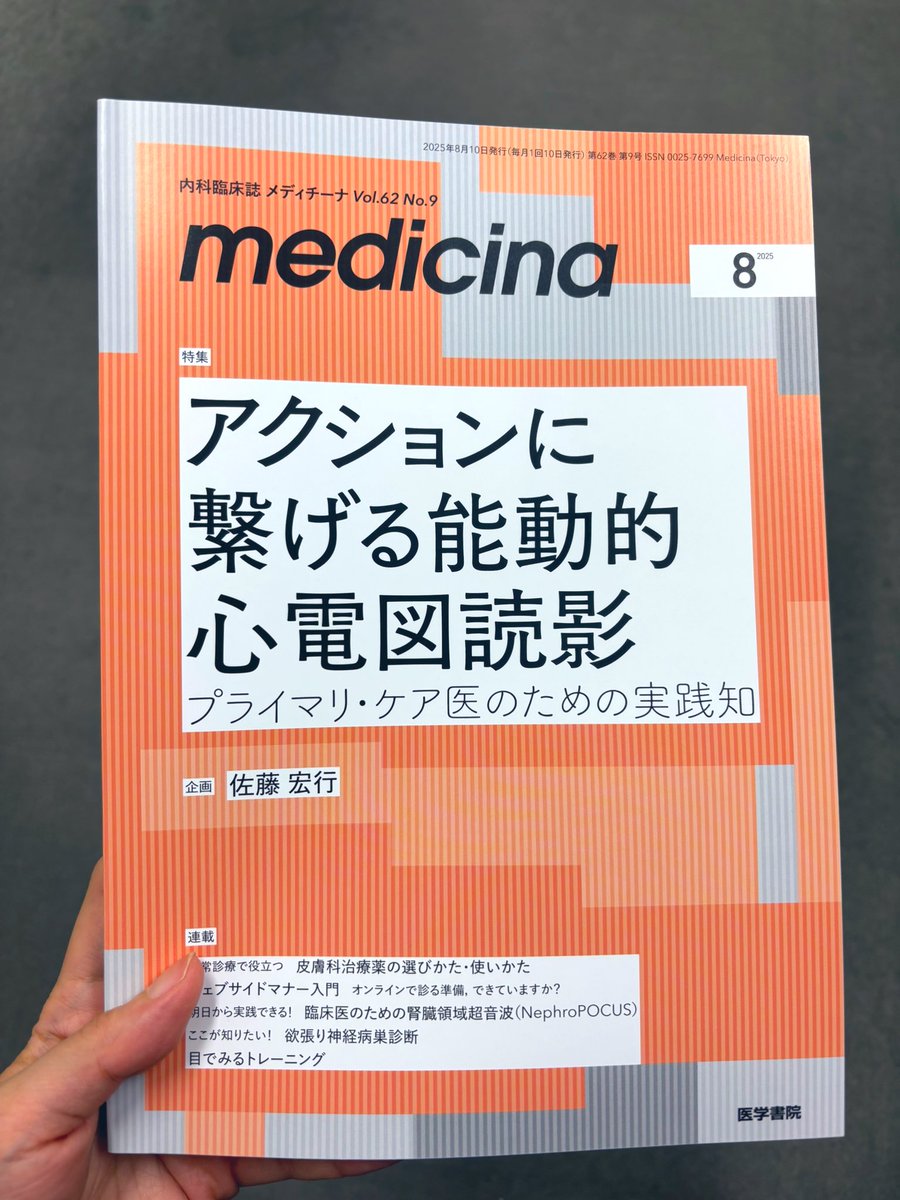 2025年8月10日発行(毎月1回10日発行) 第62巻 第9号 ISSN 0025-7699 Medicina(Tokyo)
内科臨床誌 メディチーナ Vol.62 No.9
medicina
8 2025
特集
アクションに
繋げる能動的
心電図読影
プライマリ・ケア医のための実践知
企画 佐藤 宏行
連載
常診療で役立つ 皮膚科治療薬の選びかた・使いかた
ェブサイドマナー入門 オンラインで診る準備,できていますか?
明日から実践できる! 臨床医のための腎臓領域超音波(NephroPOCUS)
ここが知りたい! 欲張り神経病巣診断
目でみるトレーニング
医学書院